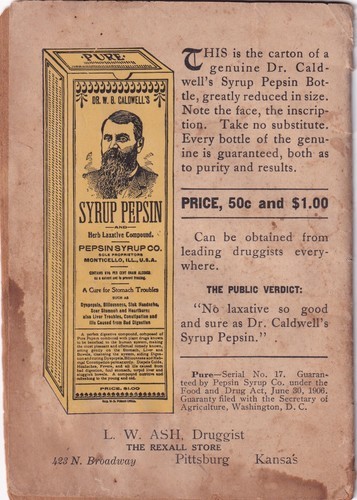 PURE
DR. W. B. CALDWELL'S
SYRUP PEPSIN
AND
Herb Laxative Compound.
PEPSIN SYRUP CO.
SOLE PROPRIETORS
MONTICELLO, ILL., U.S.A.
A Cure for Stomach Troubles
SUCH AS
Dyspepsia, Biliousness, Sick Headache,
Sour Stomach and Heartburn;
also Liver Troubles, Constipation and
Ills Caused from Bad Digestion
PRICE, $1.00
THIS is the carton of a
genuine Dr. Cald-
well's Syrup Pepsin Bot-
tle, greatly reduced in size.
Note the face, the inscrip-
tion. Take no substitute.
Every bottle of the genu-
ine is guaranteed, both as
to purity and results.
PRICE, 50c and $1.00
Can be obtained from
leading druggists every-
where.
THE PUBLIC VERDICT:
"No laxative so good
and sure as Dr. Caldwell's
Syrup Pepsin."
Pure—Serial No. 17. Guaran-
teed by Pepsin Syrup Co. under the
Food and Drug Act, June 30, 1906.
Guaranty filed with the Secretary of
Agriculture, Washington, D. C.
L. W. ASH, Druggist
THE REXALL STORE
423 N. Broadway Pittsburg Kansas